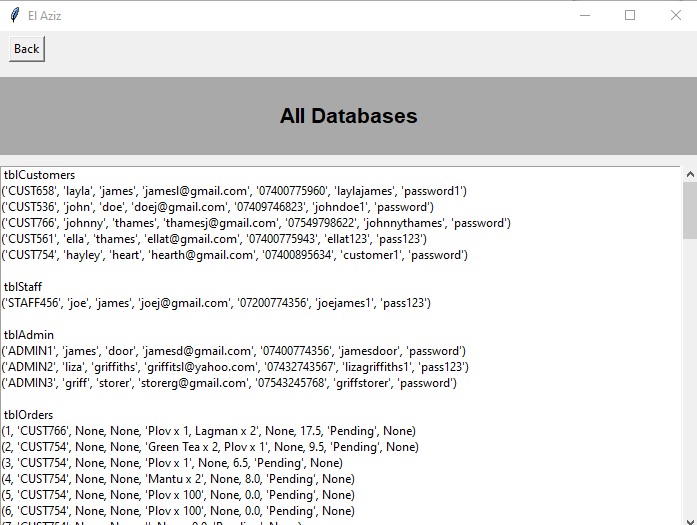 El Aziz
Back
All Databases
tblCustomers
('CUST658', 'layla', 'james', 'jamesl@gmail.com', '07400775960', 'laylajames', 'password1')
('CUST536', 'john', 'doe', 'doej@gmail.com', '07409746823', 'johndoe1', 'password')
('CUST766', 'johnny', 'thames', 'thamesj@gmail.com', '07549798622', 'johnnythames', 'password')
('CUST561', 'ella', 'thames', 'ellat@gmail.com', '07400775943', 'ellat123', 'pass123')
('CUST754', 'hayley', 'heart', 'hearth@gmail.com', '07400895634', 'customer1', 'password')
tblStaff
('STAFF456', 'joe', 'james', 'joej@gmail.com', '07200774356', 'joejames1', 'pass123')
tblAdmin
('ADMIN1', 'james', 'door', 'jamesd@gmail.com', '07400774356', 'jamesdoor', 'password')
('ADMIN2', 'liza', 'griffiths', 'griffitsl@yahoo.com', '07432743567', 'lizagriffiths1', 'pass123')
('ADMIN3', 'griff', 'storer', 'storerg@gmail.com', '07543245768', 'griffstorer', 'password')
tblOrders
(1, 'CUST766', None, None, 'Plov x 1, Lagman x 2', None, 17.5, 'Pending', None)
(2, 'CUST754', None, None, 'Green Tea x 2, Plov x 1', None, 9.5, 'Pending', None)
(3, 'CUST754', None, None, 'Plov x 1', None, 6.5, 'Pending', None)
(4, 'CUST754', None, None, 'Mantu x 2', None, 8.0, 'Pending', None)
(5, 'CUST754', None, None, 'Plov x 100', None, 0.0, 'Pending', None)
(6, 'CUST754', None, None, 'Plov x 100', None, 0.0, 'Pending', None)